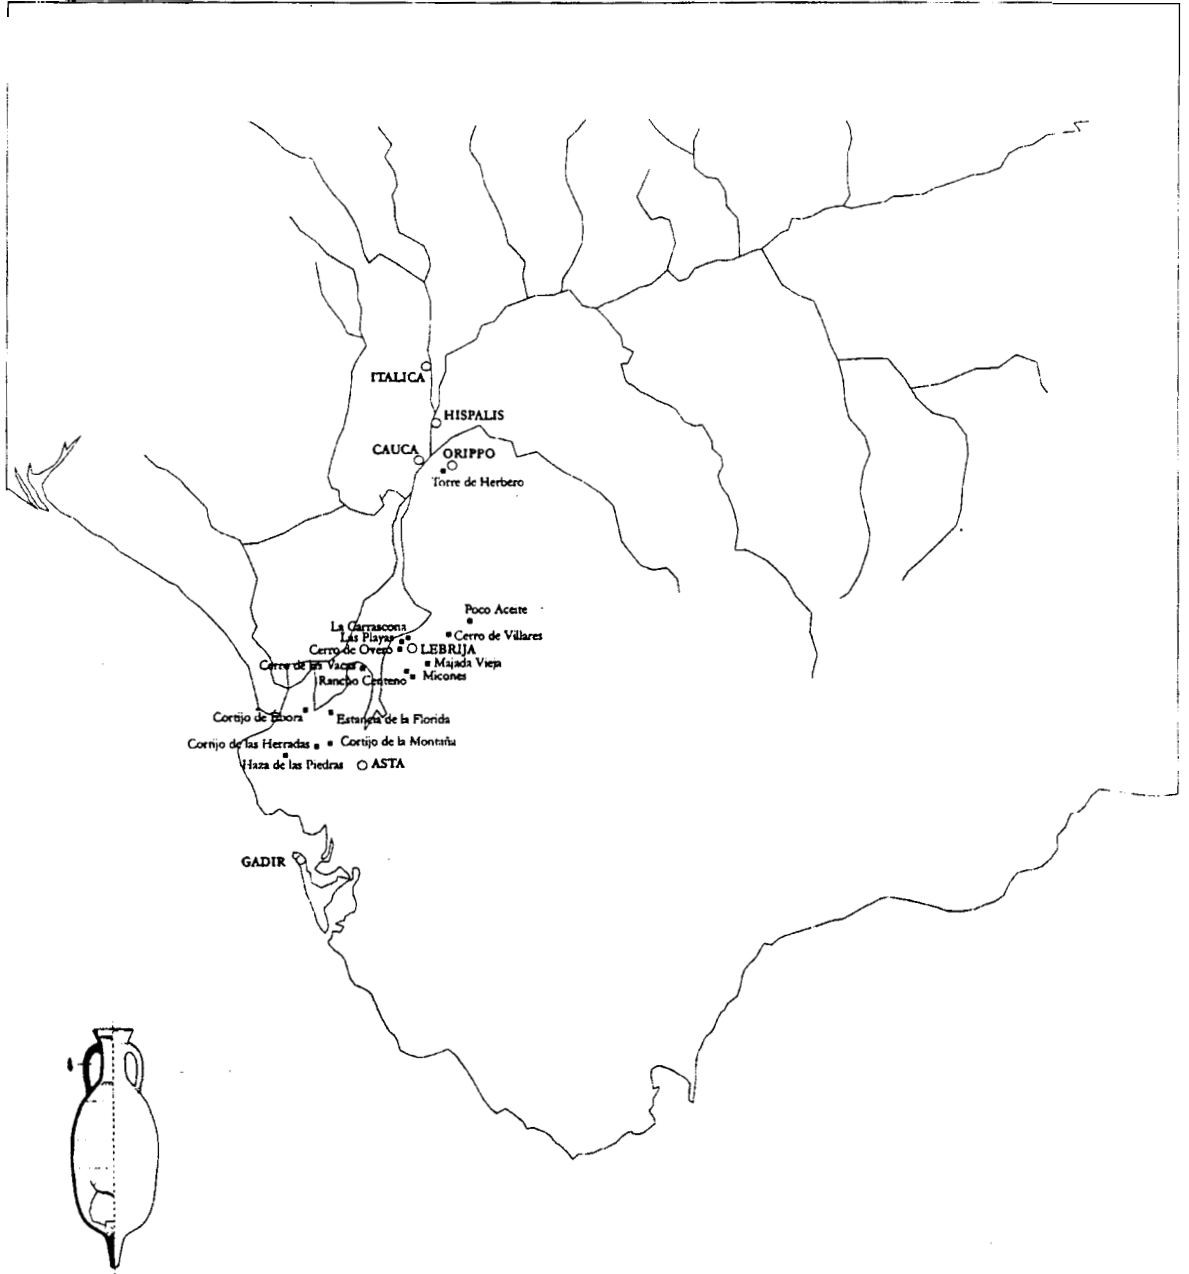 ITALICA
HISPALIS
CAUCA
ORIPPO
Torre de Herbero
Poco Aceite
La Carrascona
Las Playas
Cerro de Villares
Cerro de Overo
LEBRIJA
Cerro de las Vacas
Majada Vieja
Rancho Centeno
Micones
Cortijo de Ebora
Estancia de la Florida
Cortijo de las Herradas
Cortijo de la Montaña
Haza de las Piedras
ASTA
GADIR